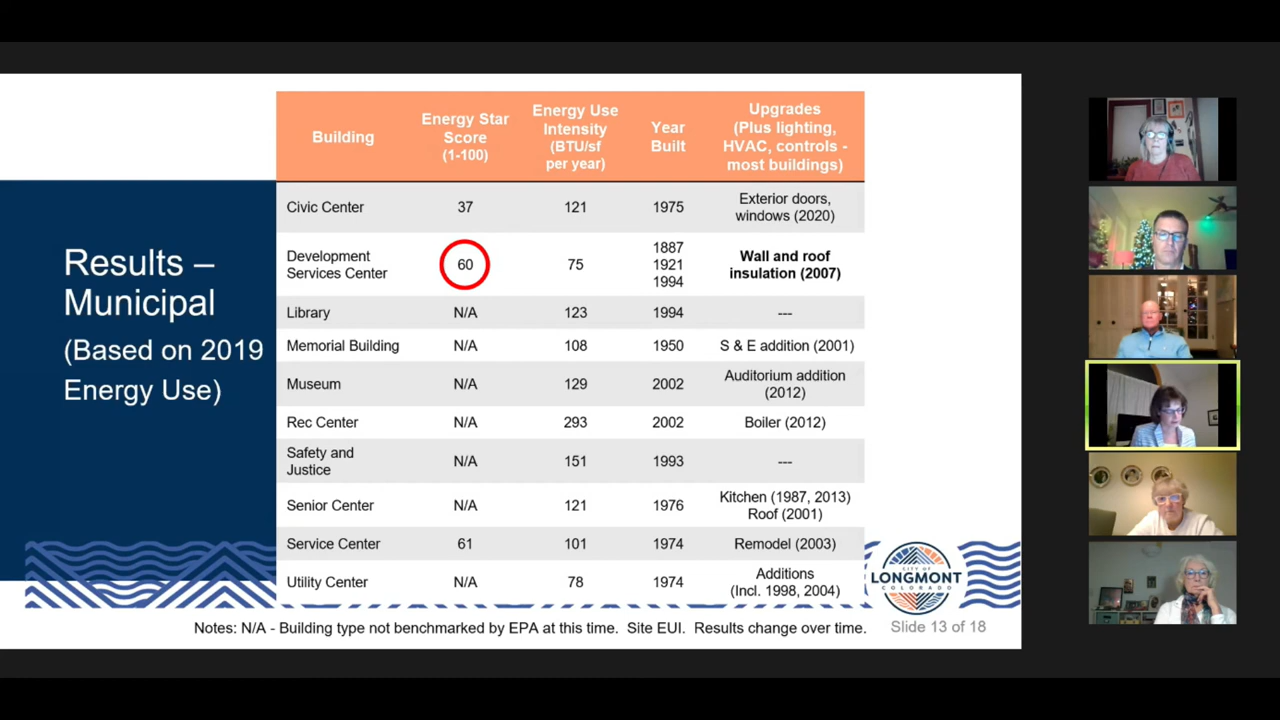 Results –
Municipal
(Based on 2019
Energy Use)
Building
Energy Star
Score
(1-100)
Energy Use
Intensity
(BTU/sf
per year)
Year
Built
Upgrades
(Plus lighting,
HVAC, controls -
most buildings)
Civic Center 37 121 1975 Exterior doors,
windows (2020)
Development
Services Center 60 75 1887
1921
1994 Wall and roof
insulation (2007)
Library N/A 123 1994 ---
Memorial Building N/A 108 1950 S & E addition (2001)
Museum N/A 129 2002 Auditorium addition
(2012)
Rec Center N/A 293 2002 Boiler (2012)
Safety and
Justice N/A 151 1993 ---
Senior Center N/A 121 1976 Kitchen (1987, 2013)
Roof (2001)
Service Center 61 101 1974 Remodel (2003)
Utility Center N/A 78 1974 Additions
(Incl. 1998, 2004)
CITY OF
LONGMONT
COLORADO
Notes: N/A - Building type not benchmarked by EPA at this time. Site EUI. Results change over time.
Slide 13 of 18